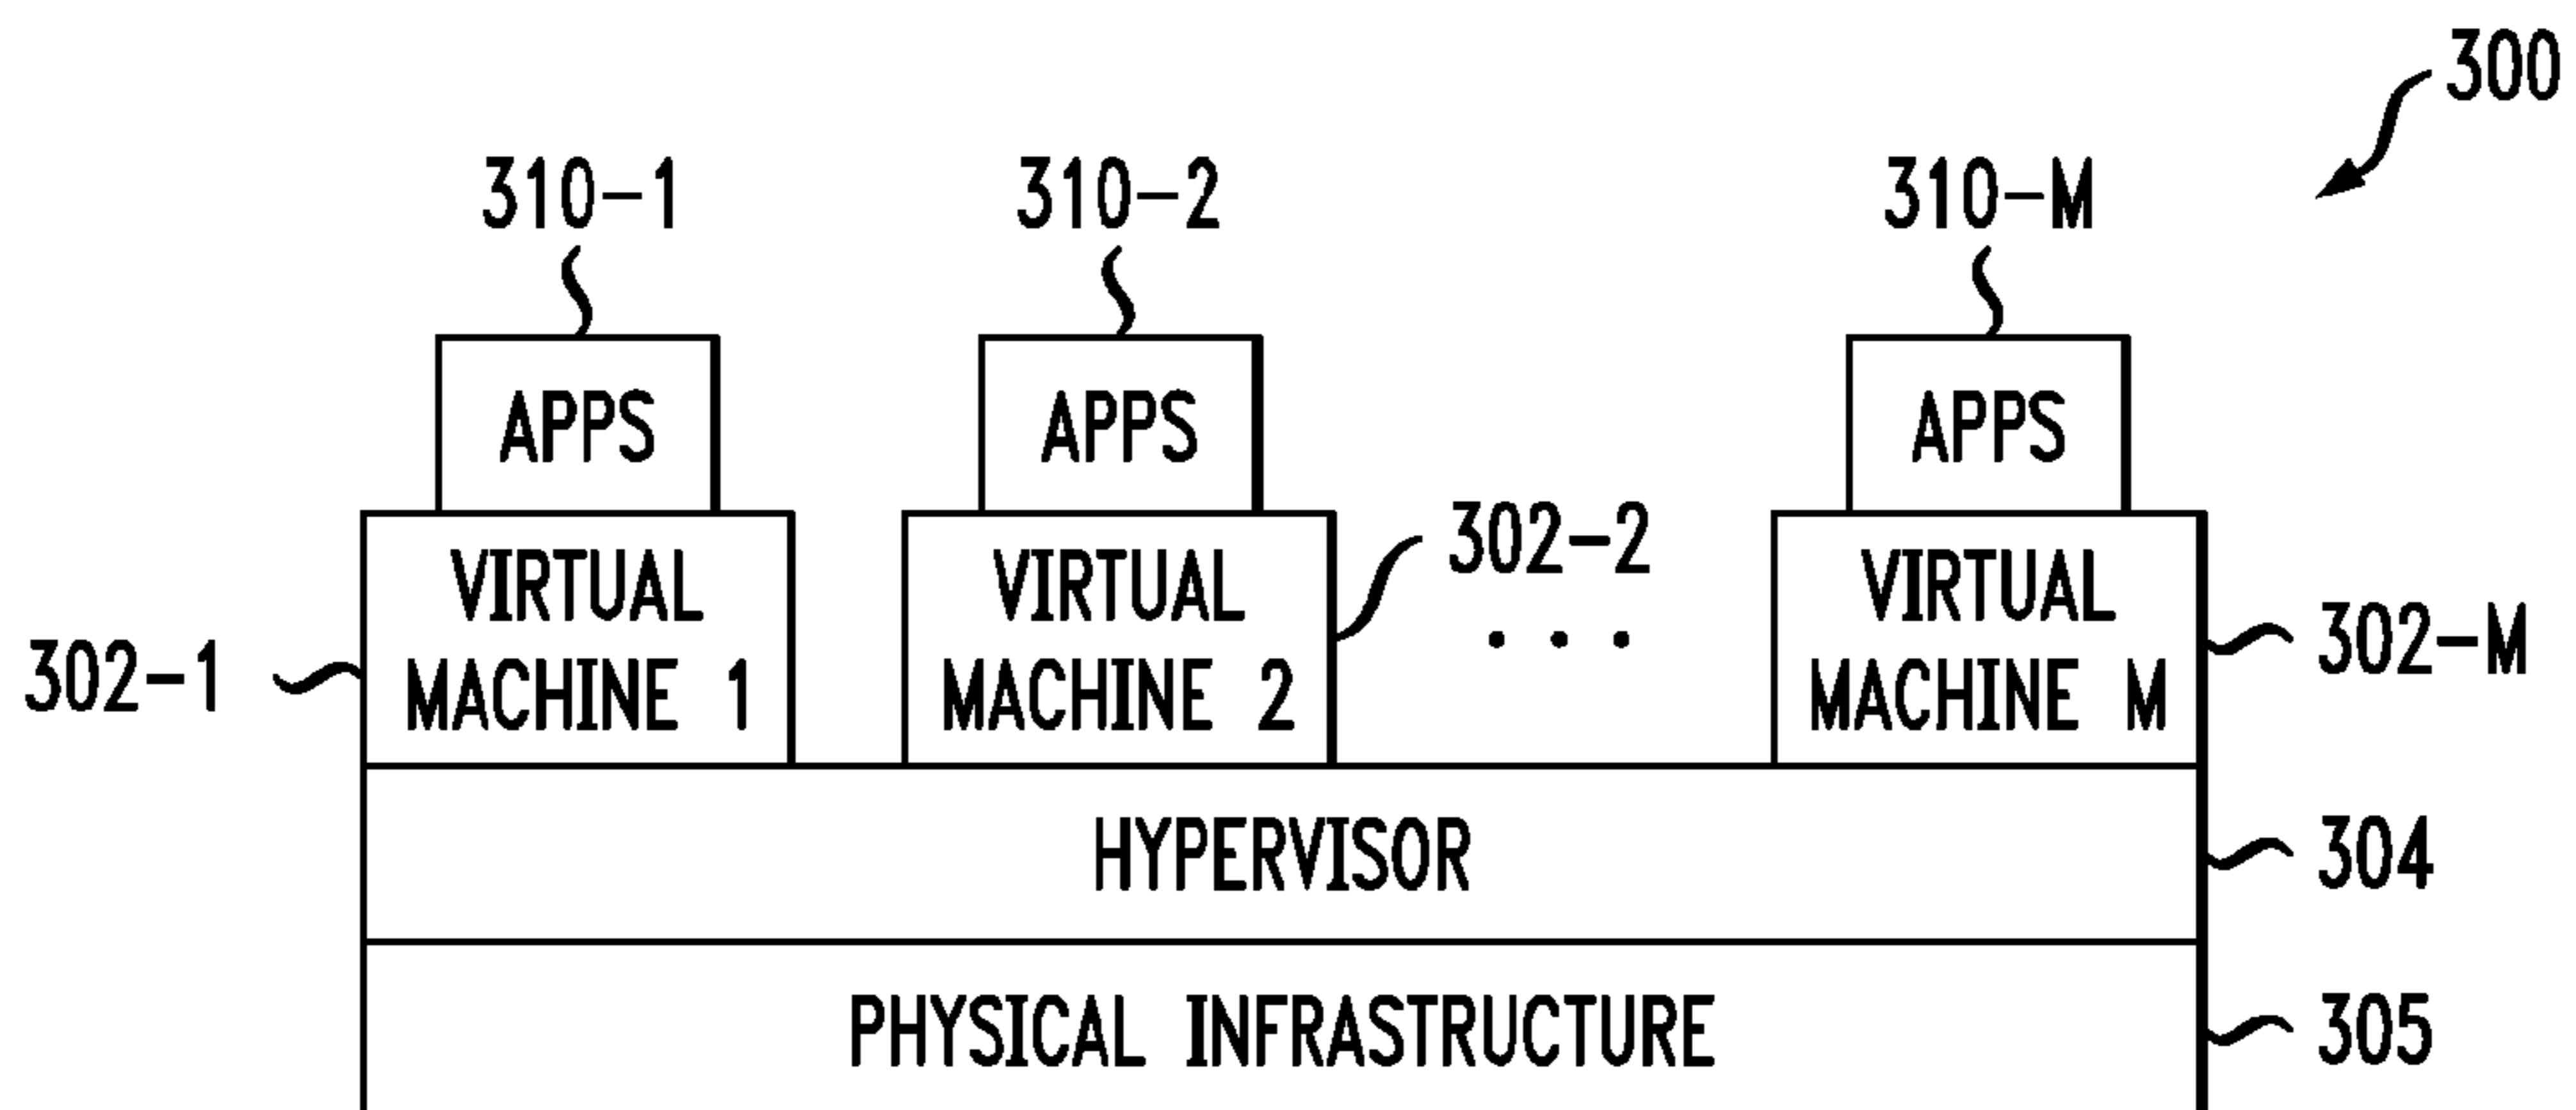 300
310-1 310-2 310-M
APPS APPS APPS
302-2
VIRTUAL VIRTUAL VIRTUAL
. . .
302-1 MACHINE 1 MACHINE 2 MACHINE M 302-M
HYPERVISOR 304
PHYSICAL INFRASTRUCTURE 305